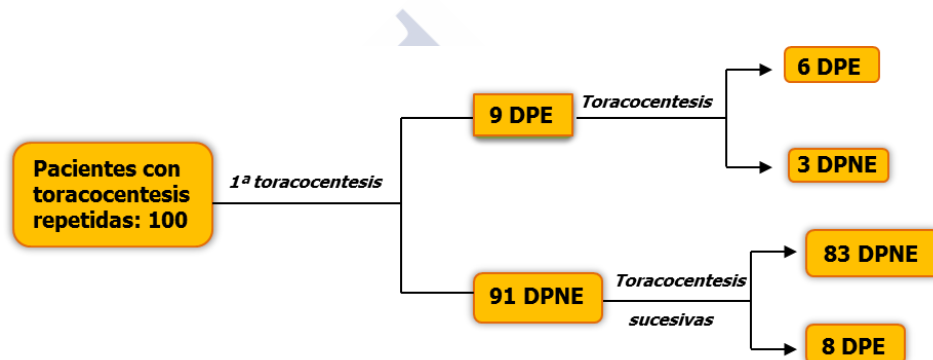 Pacientes con
toracocentesis
repetidas: 100
1ª toracocentesis
9 DPE
Toracocentesis
6 DPE
3 DPNE
91 DPNE
Toracocentesis
sucesivas
83 DPNE
8 DPE